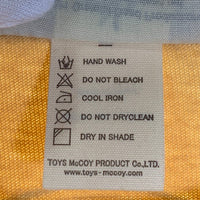 HAND WASH
DO NOT BLEACH
COOL IRON
DO NOT DRYCLEAN
DRY IN SHADE
TOYS McCOY PRODUCT Co.,LTD.
www.toys-mccoy.com